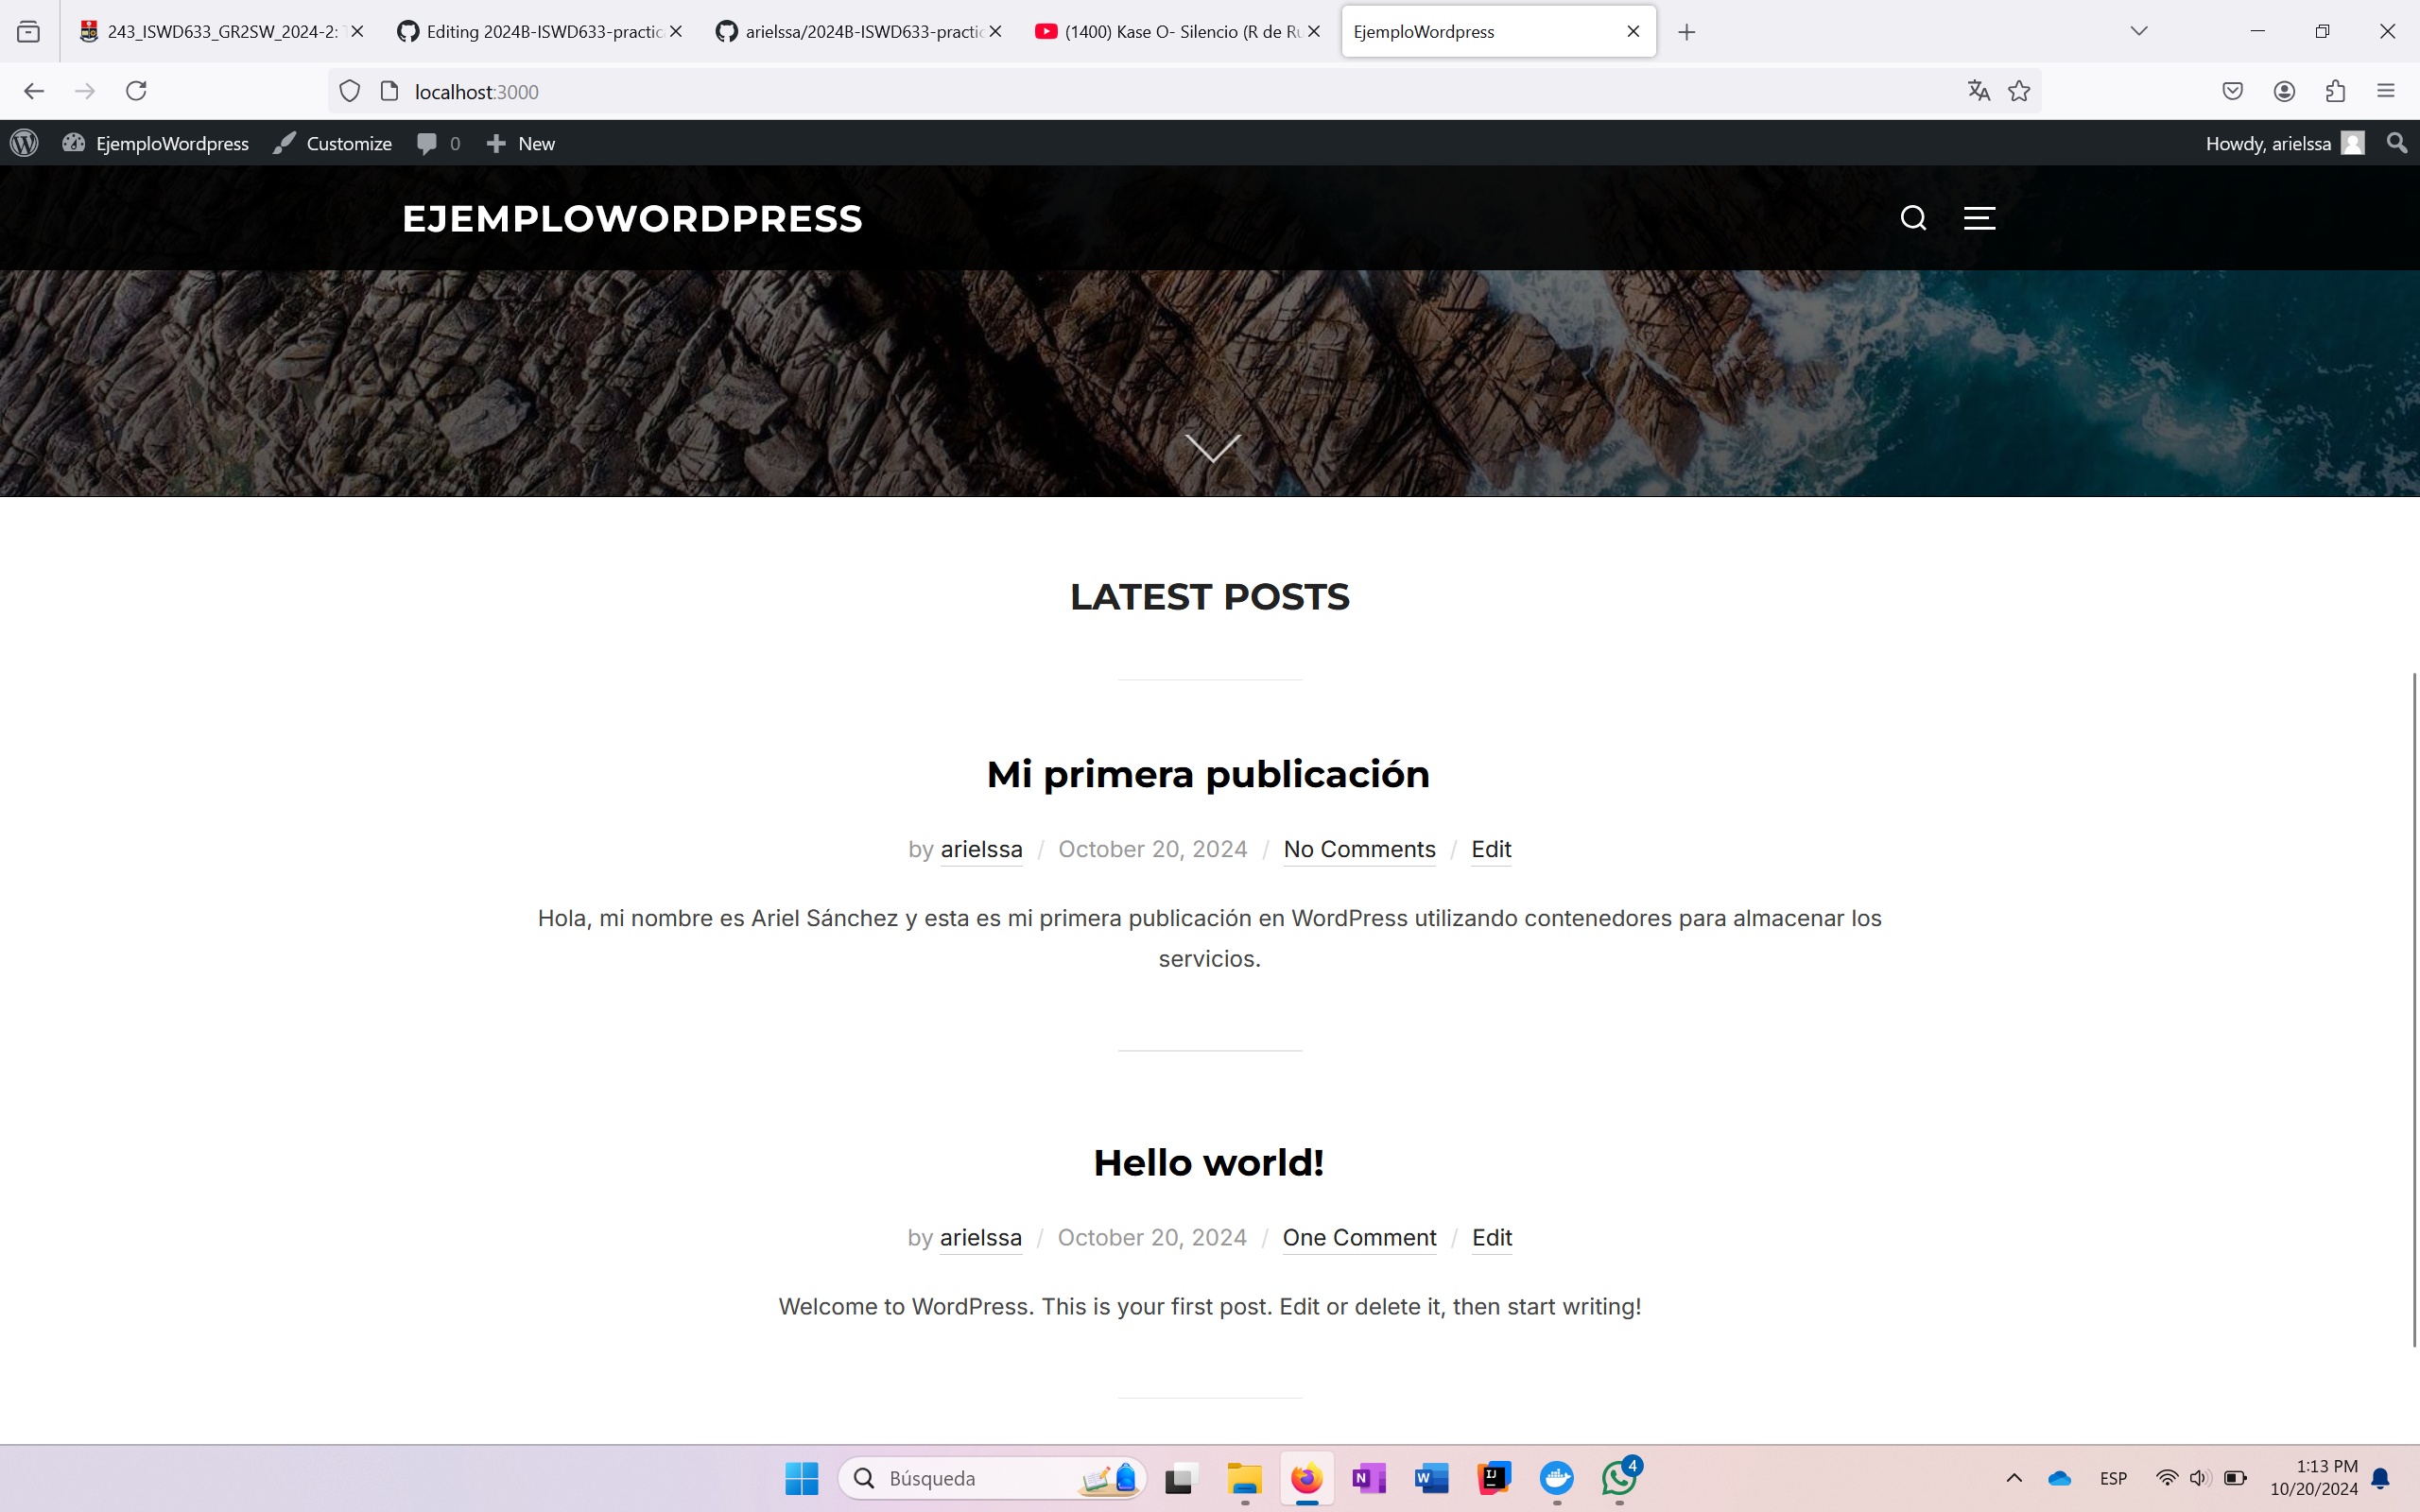 243_ISWD633_GR2SW_2024-2: T
Editing 2024B-ISWD633-practic
arielssa/2024B-ISWD633-practic
(1400) Kase O- Silencio (R de Ru
EjemploWordpress
localhost:3000
EjemploWordpress
Customize
0
New
Howdy, arielssa
EJEMPLOWORDPRESS
LATEST POSTS
Mi primera publicación
by arielssa / October 20, 2024 / No Comments / Edit
Hola, mi nombre es Ariel Sánchez y esta es mi primera publicación en WordPress utilizando contenedores para almacenar los
servicios.
Hello world!
by arielssa / October 20, 2024 / One Comment / Edit
Welcome to WordPress. This is your first post. Edit or delete it, then start writing!
Búsqueda
4
ESP
1:13 PM
10/20/2024